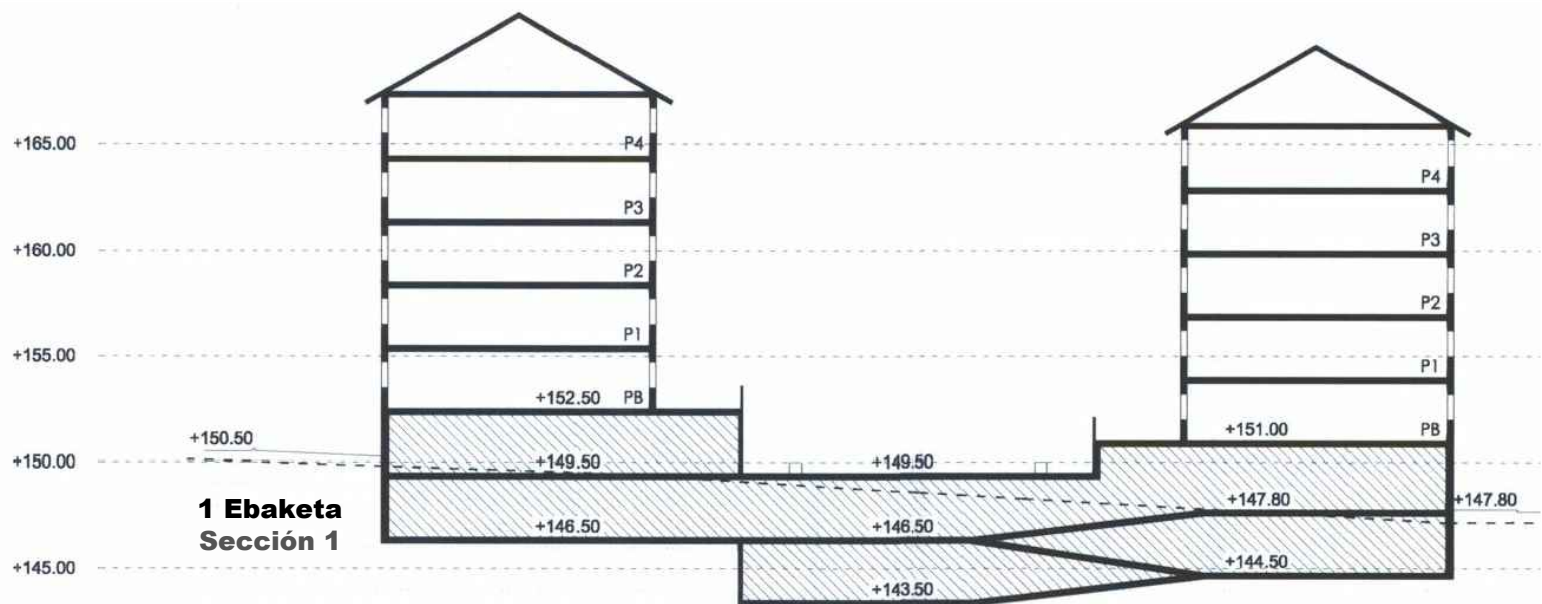 +165.00
P4
P4
P3
P3
+160.00
P2
P2
+155.00
P1
P1
+152.50 PB
+151.00 PB
+150.50
+150.00
+149.50
+149.50
1 Ebaketa
Sección 1
+147.80
+147.80
+146.50
+146.50
+145.00
+144.50
+143.50